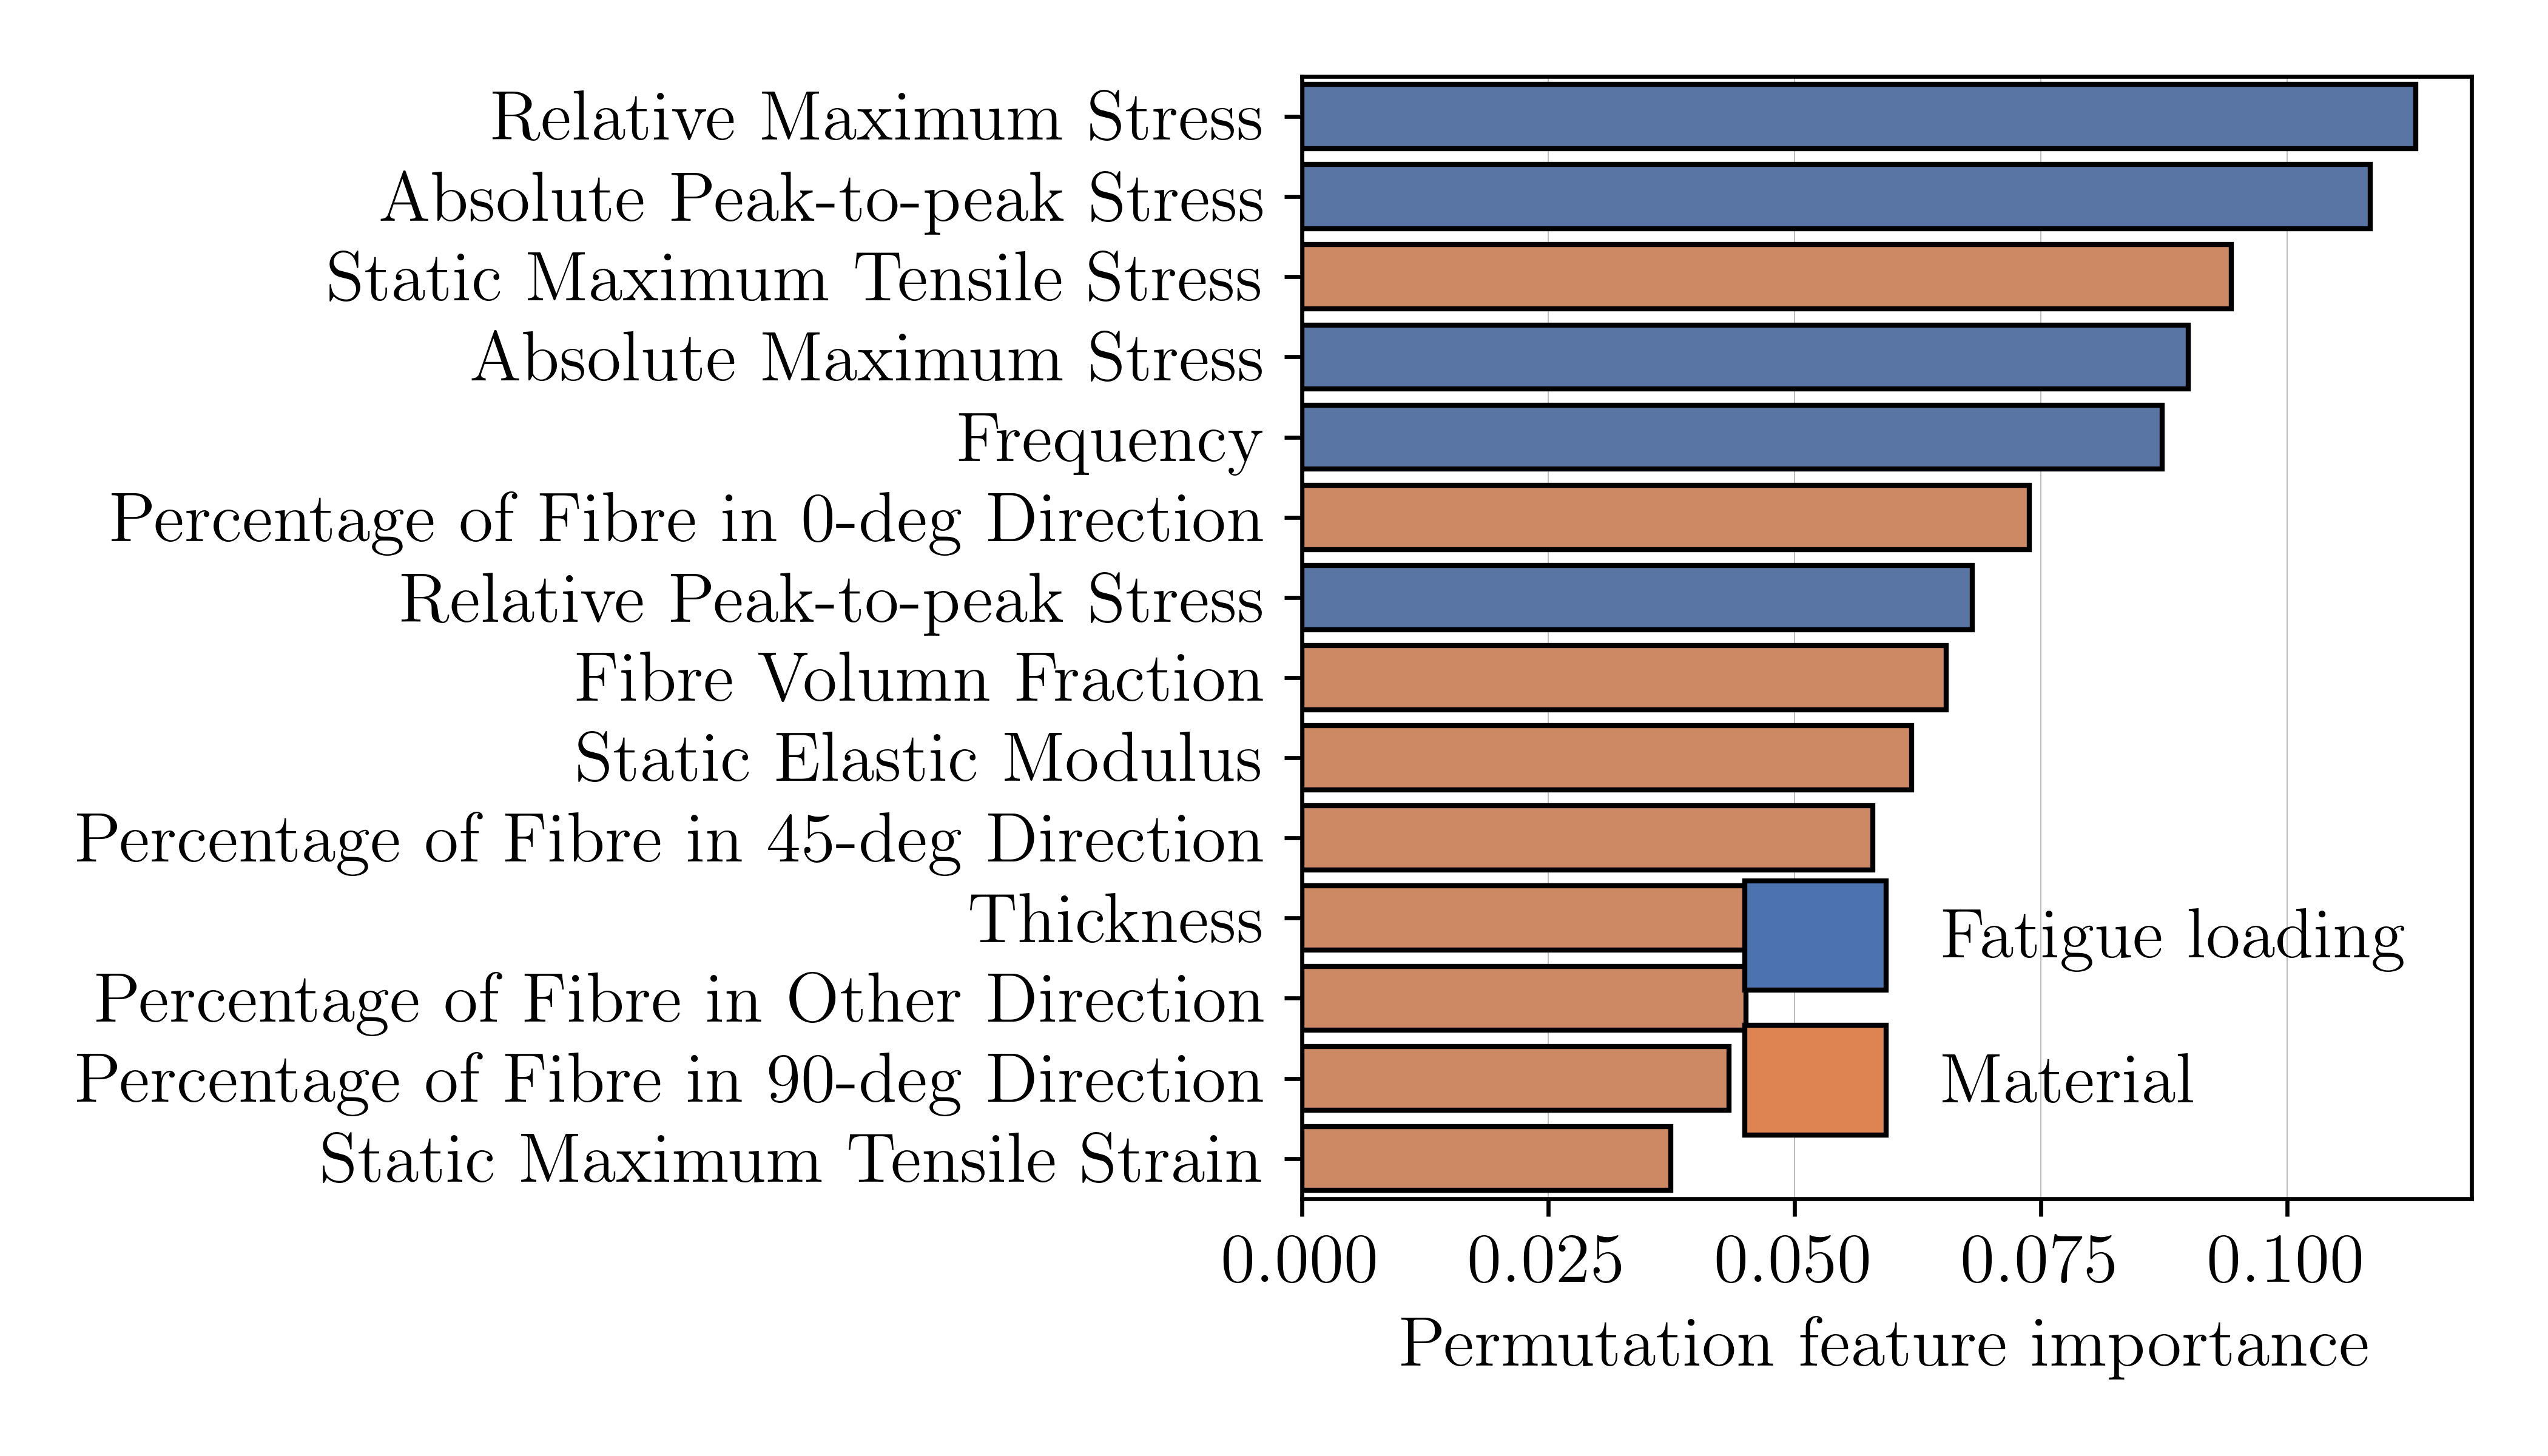 Relative Maximum Stress
Absolute Peak-to-peak Stress
Static Maximum Tensile Stress
Absolute Maximum Stress
Frequency
Percentage of Fibre in 0-deg Direction
Relative Peak-to-peak Stress
Fibre Volumn Fraction
Static Elastic Modulus
Percentage of Fibre in 45-deg Direction
Thickness
Percentage of Fibre in Other Direction
Percentage of Fibre in 90-deg Direction
Static Maximum Tensile Strain
Fatigue loading
Material
0.000 0.025 0.050 0.075 0.100
Permutation feature importance